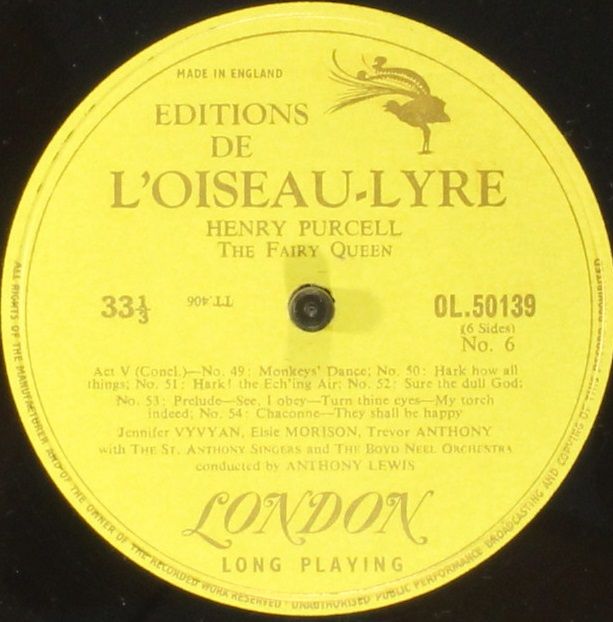 MADE IN ENGLAND
EDITIONS
DE
L'OISEAU-LYRE
HENRY PURCELL
THE FAIRY QUEEN
33⅓
TT.406
OL.50139
(6 Sides)
No. 6
Act V (Concl.)—No. 49: Monkeys' Dance; No. 50: Hark how all
things; No. 51: Hark! the Ech'ing Air; No. 52: Sure the dull God;
No. 53: Prelude—See, I obey—Turn thine eyes—My torch
indeed; No. 54: Chaconne—They shall be happy
Jennifer VYVYAN, Elsie MORISON, Trevor ANTHONY
with THE ST. ANTHONY SINGERS and THE BOYD NEEL ORCHESTRA
conducted by ANTHONY LEWIS
LONDON
LONG PLAYING
ALL RIGHTS OF THE MANUFACTURER AND OF THE OWNER OF THE RECORDED WORK RESERVED · UNAUTHORISED PUBLIC PERFORMANCE BROADCASTING AND COPYING OF THIS RECORD PROHIBITED